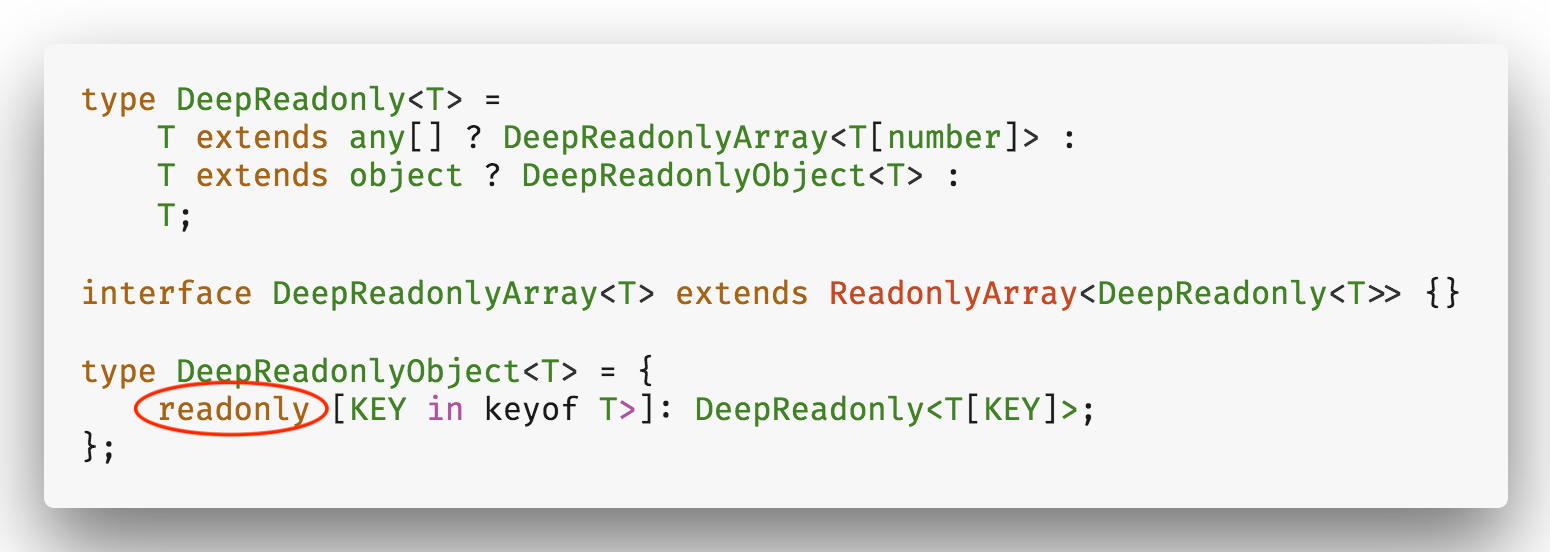 type DeepReadonly<T> =
    T extends any[] ? DeepReadonlyArray<T[number]> :
    T extends object ? DeepReadonlyObject<T> :
    T;
interface DeepReadonlyArray<T> extends ReadonlyArray<DeepReadonly<T>> {}
type DeepReadonlyObject<T> = {
    readonly [KEY in keyof T>]: DeepReadonly<T[KEY]>;
};